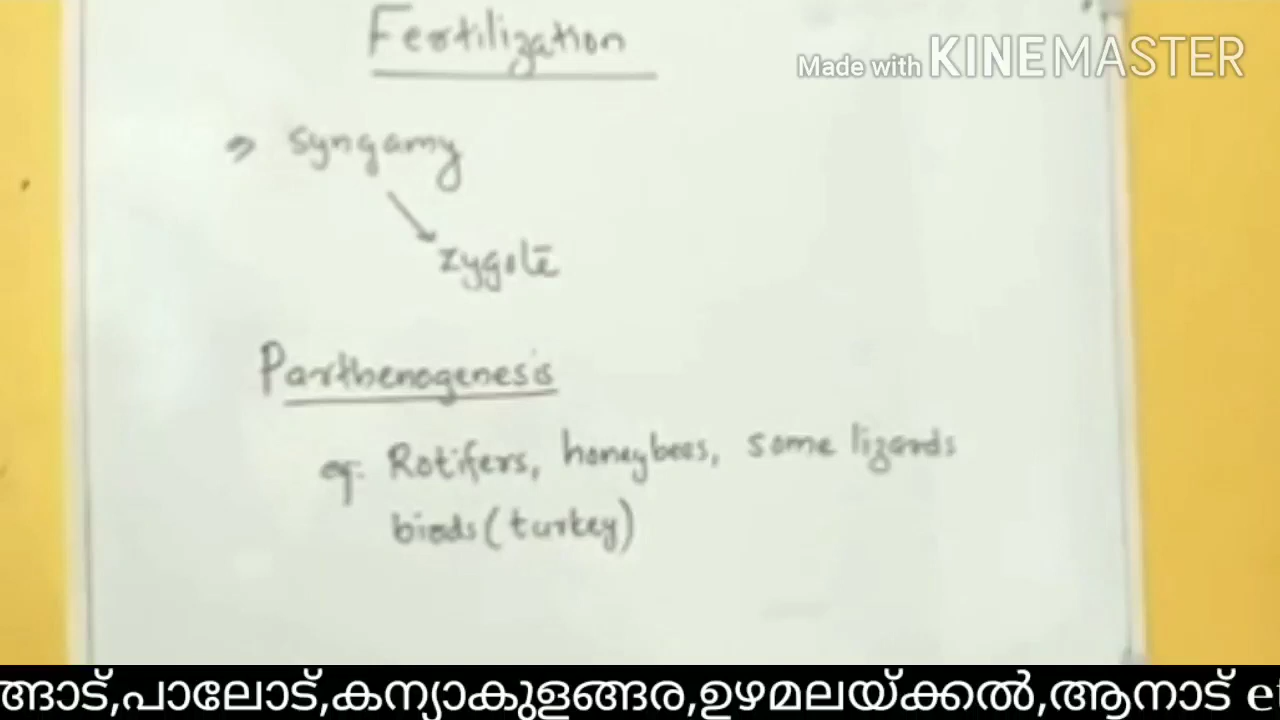 Fertilization
Made with KINEMASTER
→ syngamy
zygote
Parthenogenesis
eg. Rotifers, honeybees, some lizards
birds (turkey)
ങ്ങാട്,പാലോട്,കന്യാകുളങ്ങര,ഉഴമലയ്ക്കൽ,ആനാട് et